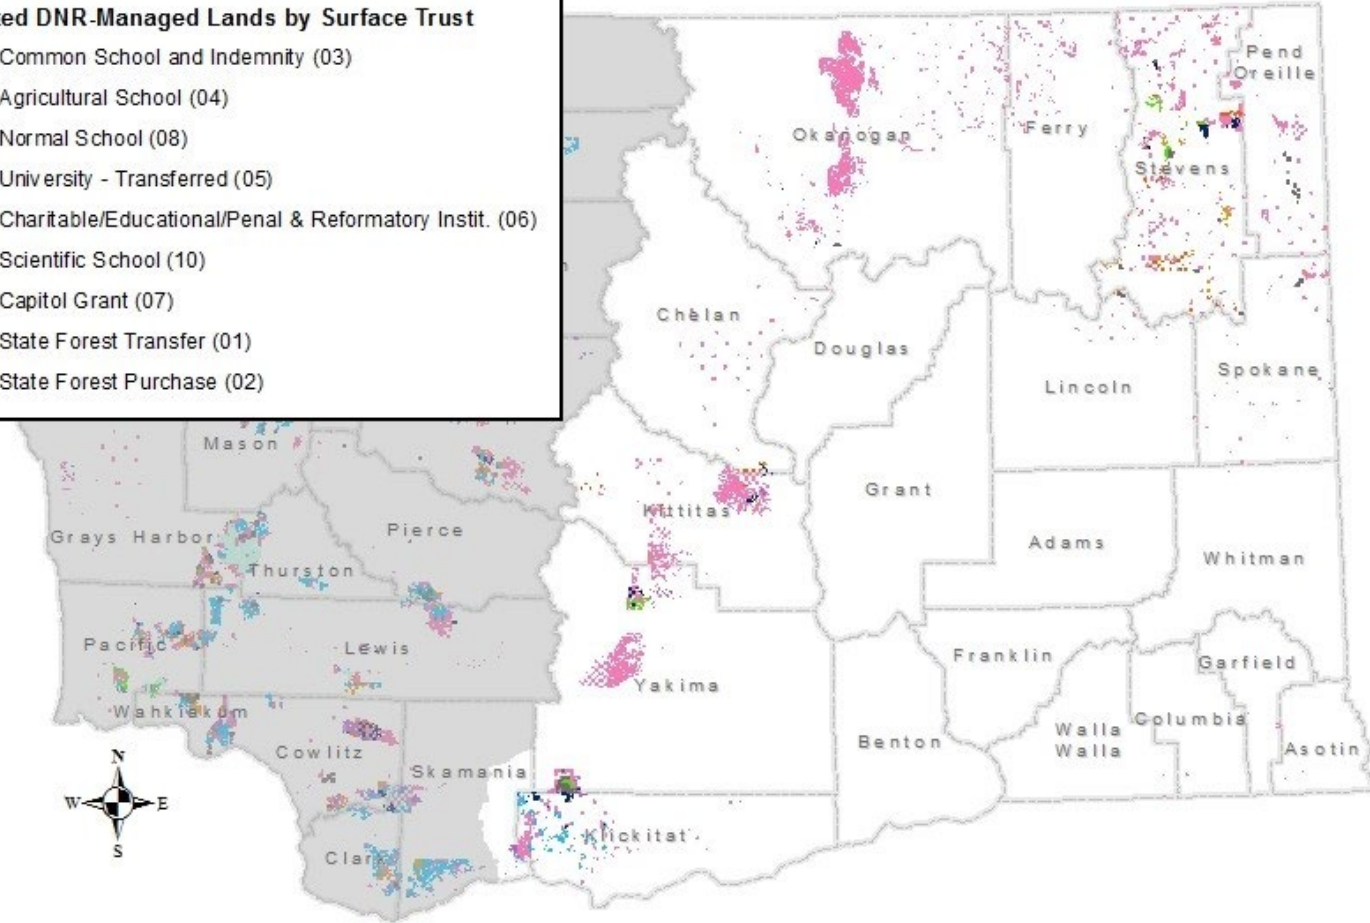 ed DNR-Managed Lands by Surface Trust
Common School and Indemnity (03)
Agricultural School (04)
Normal School (08)
University - Transferred (05)
Charitable/Educational/Penal & Reformatory Instit. (06)
Scientific School (10)
Capitol Grant (07)
State Forest Transfer (01)
State Forest Purchase (02)
Pend
Oreille
Okanogan
Ferry
Stevens
Chelan
Douglas
Lincoln
Spokane
Mason
Kittitas
Grant
Grays Harbor
Pierce
Adams
Whitman
Thurston
Pacific
Lewis
Yakima
Franklin
Garfield
Wahkiakum
Cowlitz
Skamania
Benton
Walla
Walla
Columbia
Asotin
N
W E
S
Klickitat
Clark